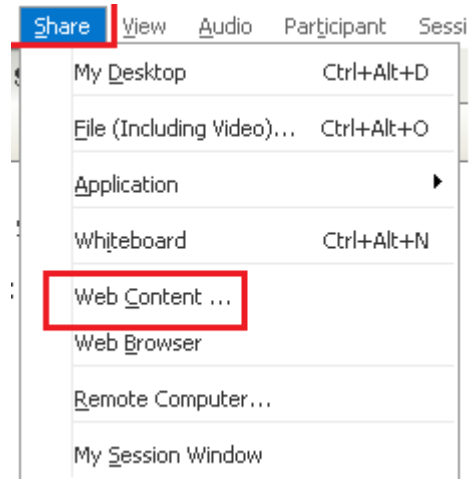 Share View Audio Participant Sessi
My Desktop Ctrl+Alt+D
File (Including Video)... Ctrl+Alt+O
Application
Whiteboard Ctrl+Alt+N
Web Content ...
Web Browser
Remote Computer...
My Session Window